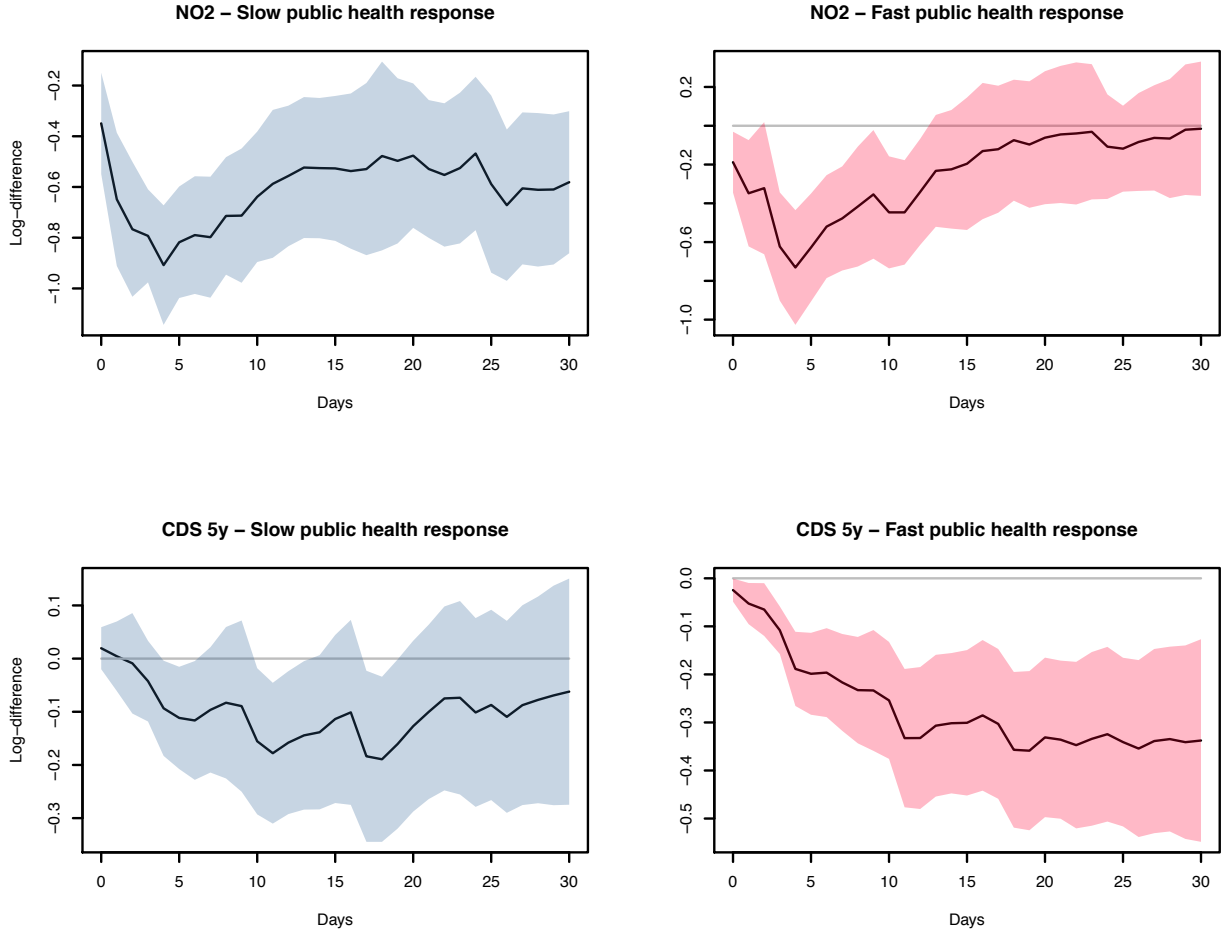 NO2 – Slow public health response
Log−difference
−0.2
−0.4
−0.6
−0.8
−1.0
0 5 10 15 20 25 30
Days
NO2 – Fast public health response
0.2
−0.2
−0.6
−1.0
0 5 10 15 20 25 30
Days
CDS 5y – Slow public health response
Log−difference
0.1
0.0
−0.1
−0.2
−0.3
0 5 10 15 20 25 30
Days
CDS 5y – Fast public health response
0.0
−0.1
−0.2
−0.3
−0.4
−0.5
0 5 10 15 20 25 30
Days